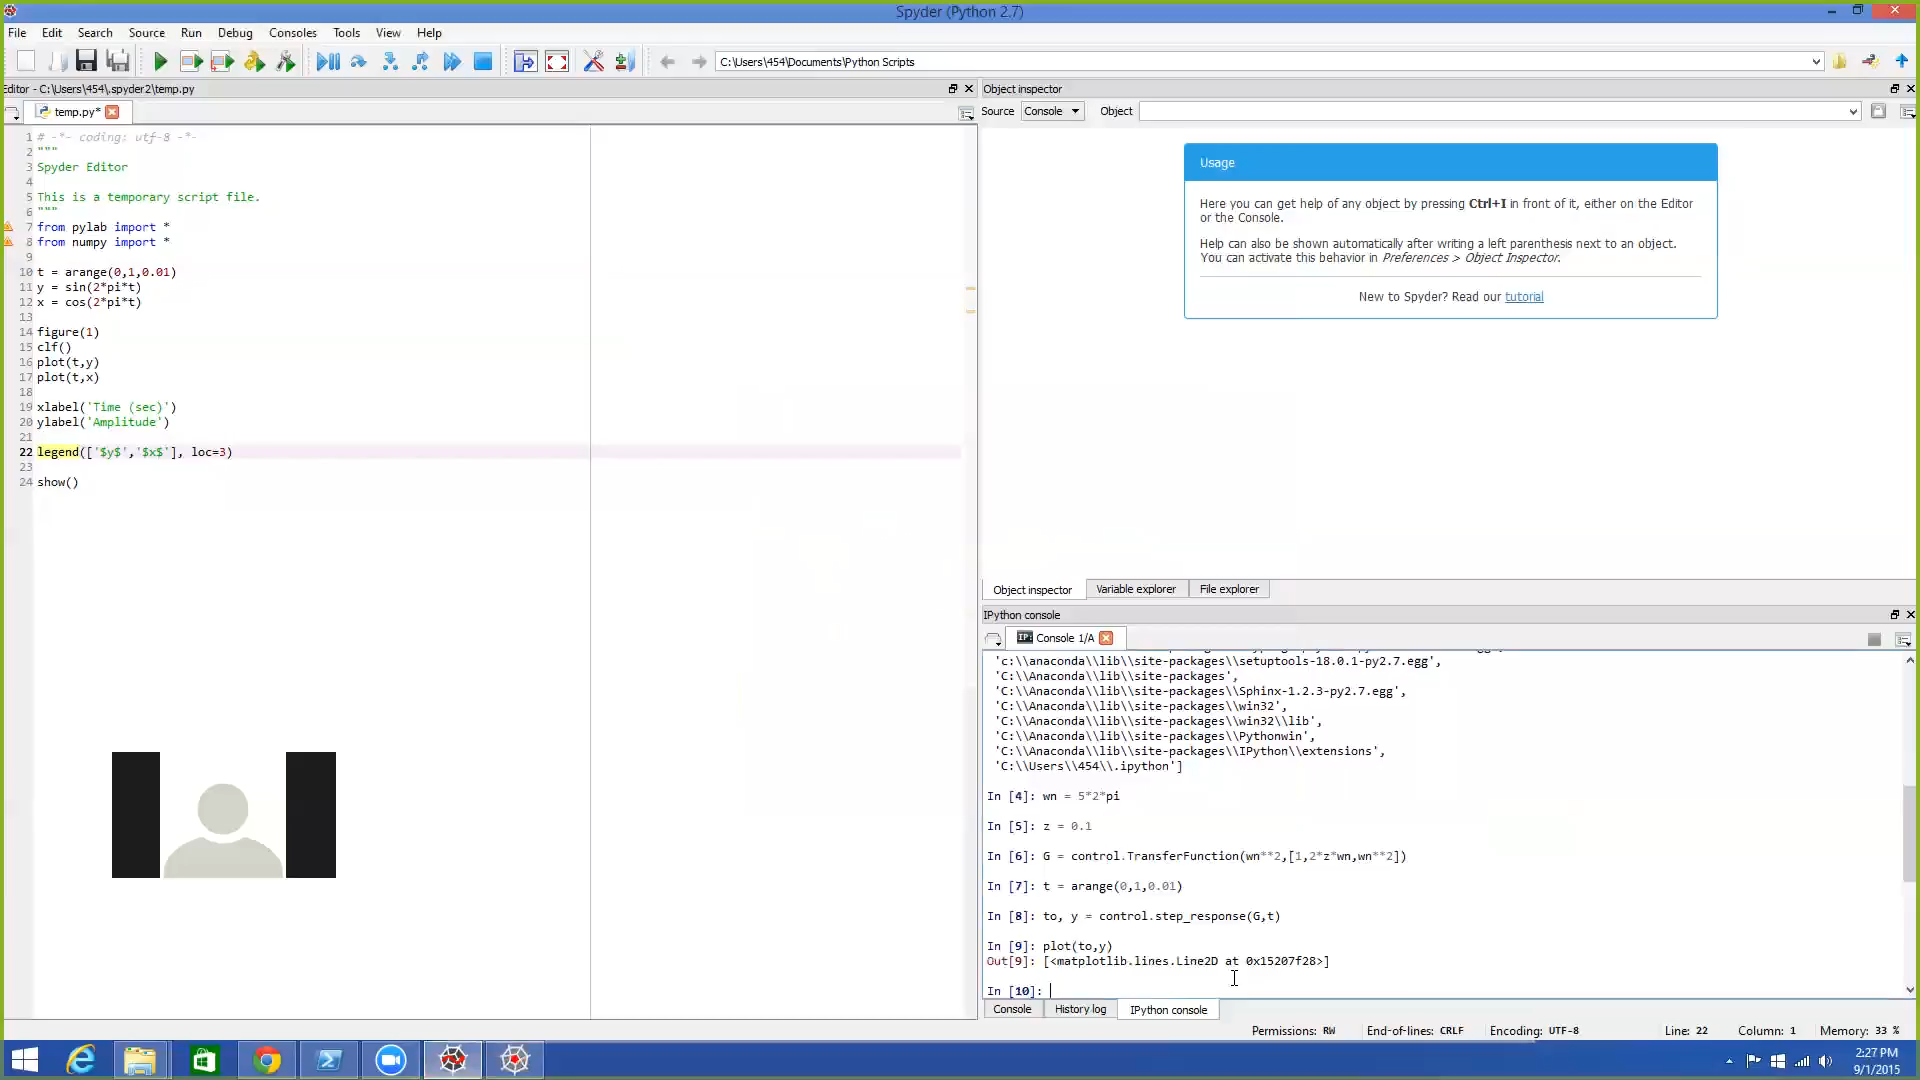 Spyder (Python 2.7)
File Edit Search Source Run Debug Consoles Tools View Help
C:\Users\454\Documents\Python Scripts
Editor - C:\Users\454\.spyder2\temp.py
temp.py*
1 # -*- coding: utf-8 -*-
2 """
3 Spyder Editor
4
5 This is a temporary script file.
6 """
7 from pylab import *
8 from numpy import *
9
10 t = arange(0,1,0.01)
11 y = sin(2*pi*t)
12 x = cos(2*pi*t)
13
14 figure(1)
15 clf()
16 plot(t,y)
17 plot(t,x)
18
19 xlabel('Time (sec)')
20 ylabel('Amplitude')
21
22 legend(['$y$','$x$'], loc=3)
23
24 show()
Object inspector
Source Console Object
Usage
Here you can get help of any object by pressing Ctrl+I in front of it, either on the Editor
or the Console.
Help can also be shown automatically after writing a left parenthesis next to an object.
You can activate this behavior in Preferences > Object Inspector.
New to Spyder? Read our tutorial
Object inspector Variable explorer File explorer
IPython console
IP: Console 1/A
'c:\\anaconda\\lib\\site-packages\\setuptools-18.0.1-py2.7.egg',
'C:\\Anaconda\\lib\\site-packages',
'C:\\Anaconda\\lib\\site-packages\\Sphinx-1.2.3-py2.7.egg',
'C:\\Anaconda\\lib\\site-packages\\win32',
'C:\\Anaconda\\lib\\site-packages\\win32\\lib',
'C:\\Anaconda\\lib\\site-packages\\Pythonwin',
'C:\\Anaconda\\lib\\site-packages\\IPython\\extensions',
'C:\\Users\\454\\.ipython']
In [4]: wn = 5*2*pi
In [5]: z = 0.1
In [6]: G = control.TransferFunction(wn**2,[1,2*z*wn,wn**2])
In [7]: t = arange(0,1,0.01)
In [8]: to, y = control.step_response(G,t)
In [9]: plot(to,y)
Out[9]: [<matplotlib.lines.Line2D at 0x15207f28>]
In [10]:
Console History log IPython console
Permissions: RW End-of-lines: CRLF Encoding: UTF-8 Line: 22 Column: 1 Memory: 33 %
2:27 PM
9/1/2015